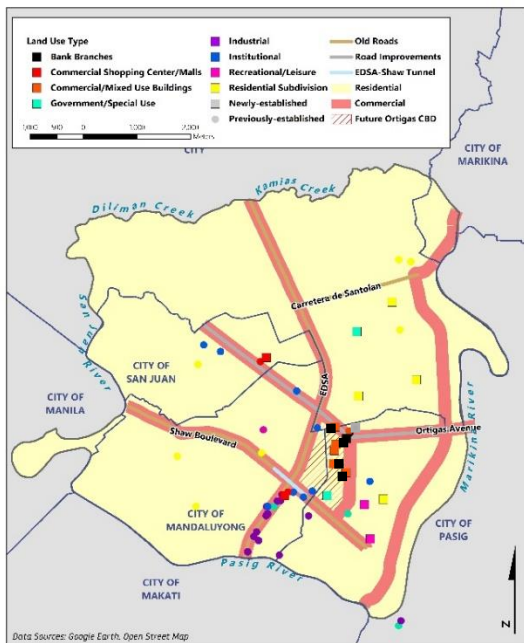 Land Use Type
Bank Branches
Commercial Shopping Center/Malls
Commercial/Mixed Use Buildings
Government/Special Use
Industrial
Institutional
Recreational/Leisure
Residential Subdivision
Newly-established
Previously-established
Old Roads
Road Improvements
EDSA-Shaw Tunnel
Residential
Commercial
Future Ortigas CBD
Meters
CITY
CITY OF
MARIKINA
Kamias Creek
Diliman Creek
Carretera de Santolan
San Juan River
EDSA
CITY OF
SAN JUAN
CITY OF
MANILA
Shaw Boulevard
Ortigas Avenue
Marikina River
CITY OF
MANDALUYONG
CITY OF
PASIG
Pasig River
CITY OF
MAKATI
N
Data Sources: Google Earth, Open Street Map